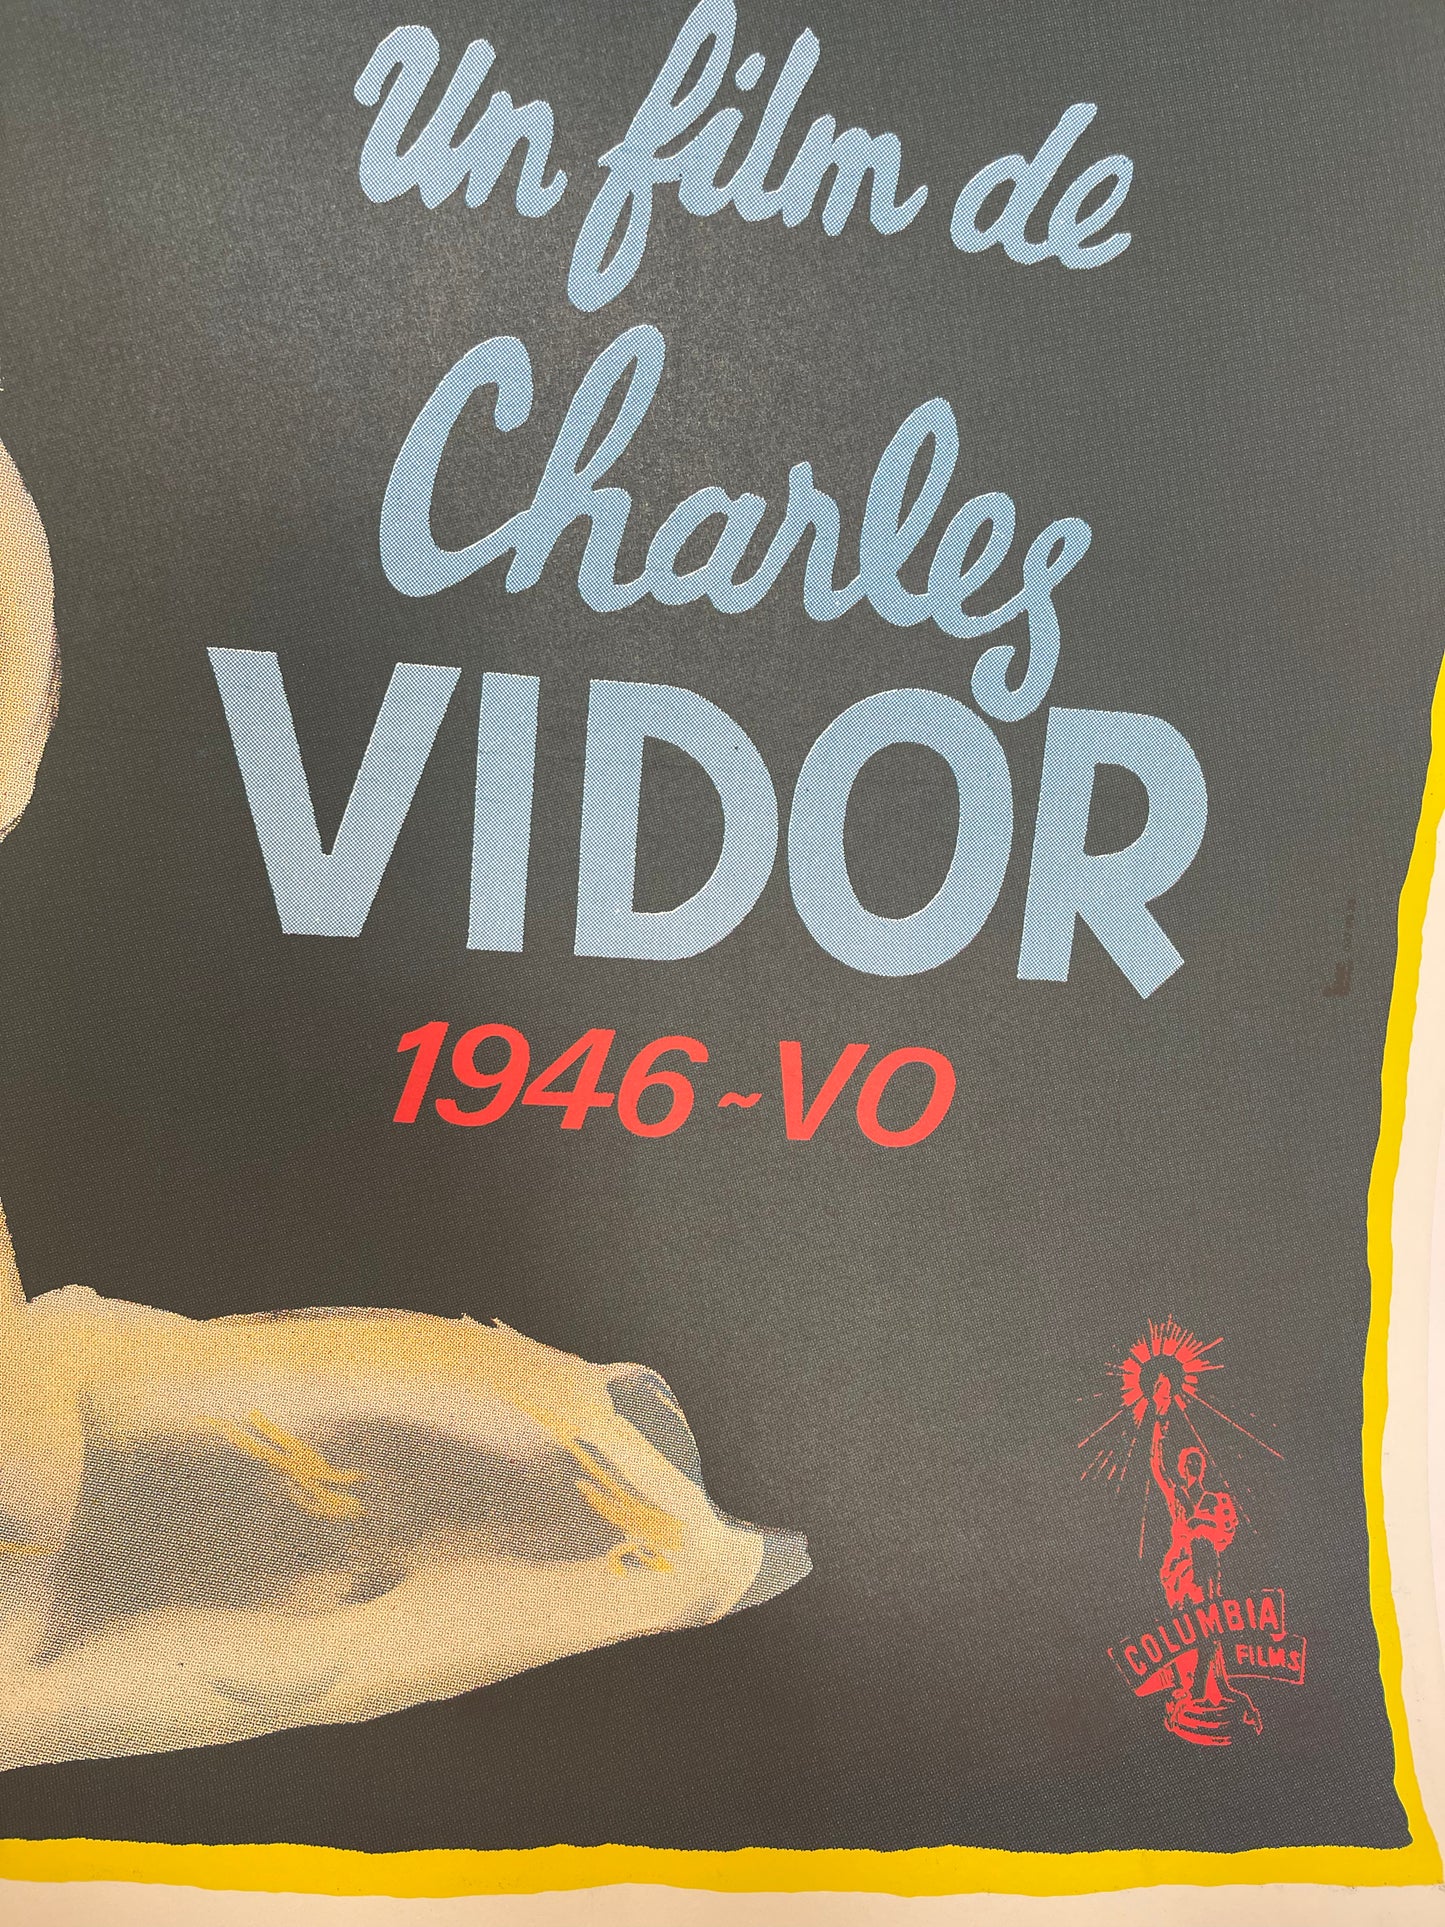 Un film de
Charles
VIDOR
1946~VO
COLUMBIA
FILMS